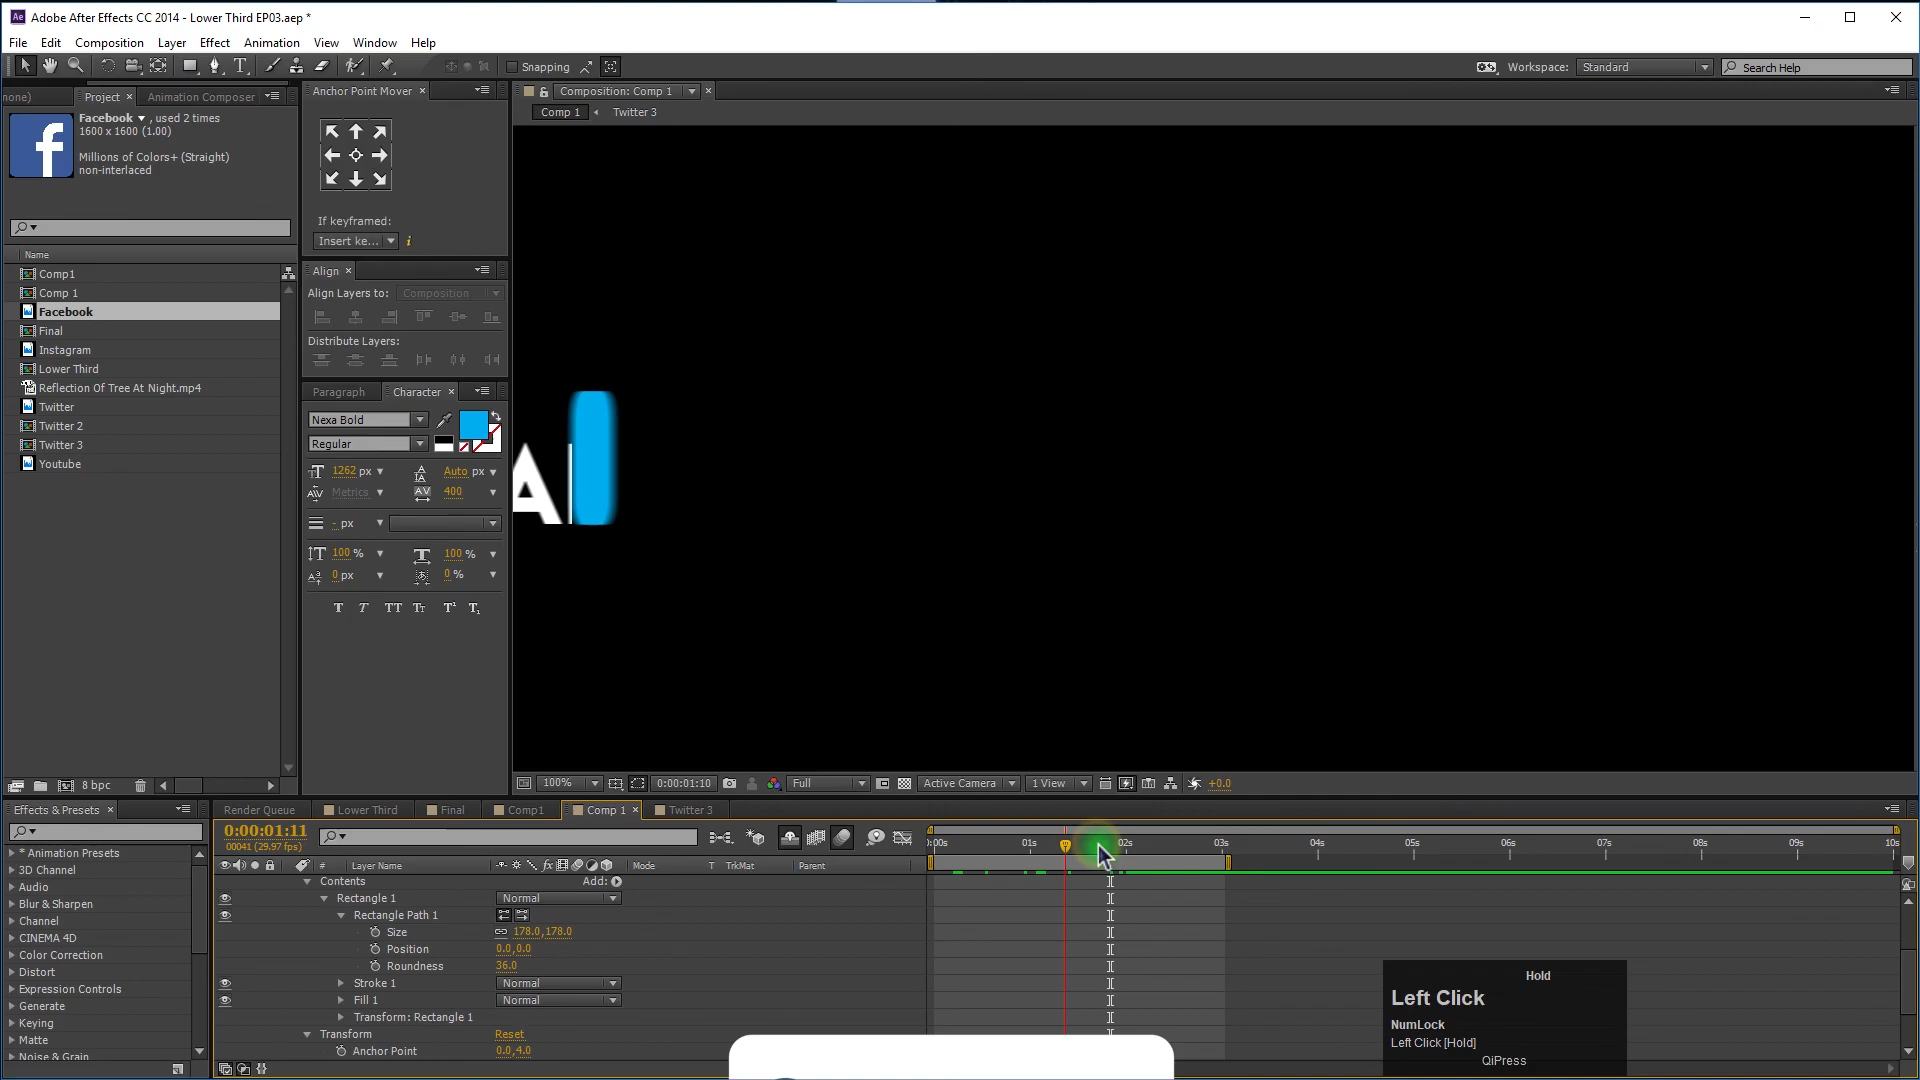 Adobe After Effects CC 2014 - Lower Third EP03.aep *
File Edit Composition Layer Effect Animation View Window Help
Snapping
Workspace: Standard
Search Help
none)
Project
Animation Composer
Facebook , used 2 times
1600 x 1600 (1.00)
Millions of Colors+ (Straight)
non-interlaced
Name
Comp1
Comp 1
Facebook
Final
Instagram
Lower Third
Reflection Of Tree At Night.mp4
Twitter
Twitter 2
Twitter 3
Youtube
8 bpc
Anchor Point Mover
If keyframed:
Insert ke...
Align
Align Layers to: Composition
Distribute Layers:
Paragraph
Character
Nexa Bold
Regular
1262 px
Auto px
Metrics
400
- px
100 %
100 %
0 px
0 %
Composition: Comp 1
Comp 1
Twitter 3
A
100%
0:00:01:10
Full
Active Camera
1 View
+0.0
Effects & Presets
* Animation Presets
3D Channel
Audio
Blur & Sharpen
Channel
CINEMA 4D
Color Correction
Distort
Expression Controls
Generate
Keying
Matte
Noise & Grain
Render Queue
Lower Third
Final
Comp1
Comp 1
Twitter 3
0:00:01:11
00041 (29.97 fps)
# Layer Name
Mode
T TrkMat
Parent
01s 02s 03s 04s 05s 06s 07s 08s 09s 10s
Contents
Add:
Rectangle 1
Normal
Rectangle Path 1
Size
178.0,178.0
Position
0.0,0.0
Roundness
36.0
Stroke 1
Normal
Fill 1
Normal
Transform: Rectangle 1
Transform
Reset
Anchor Point
0.0,4.0
Hold
Left Click
NumLock
Left Click [Hold]
QiPress